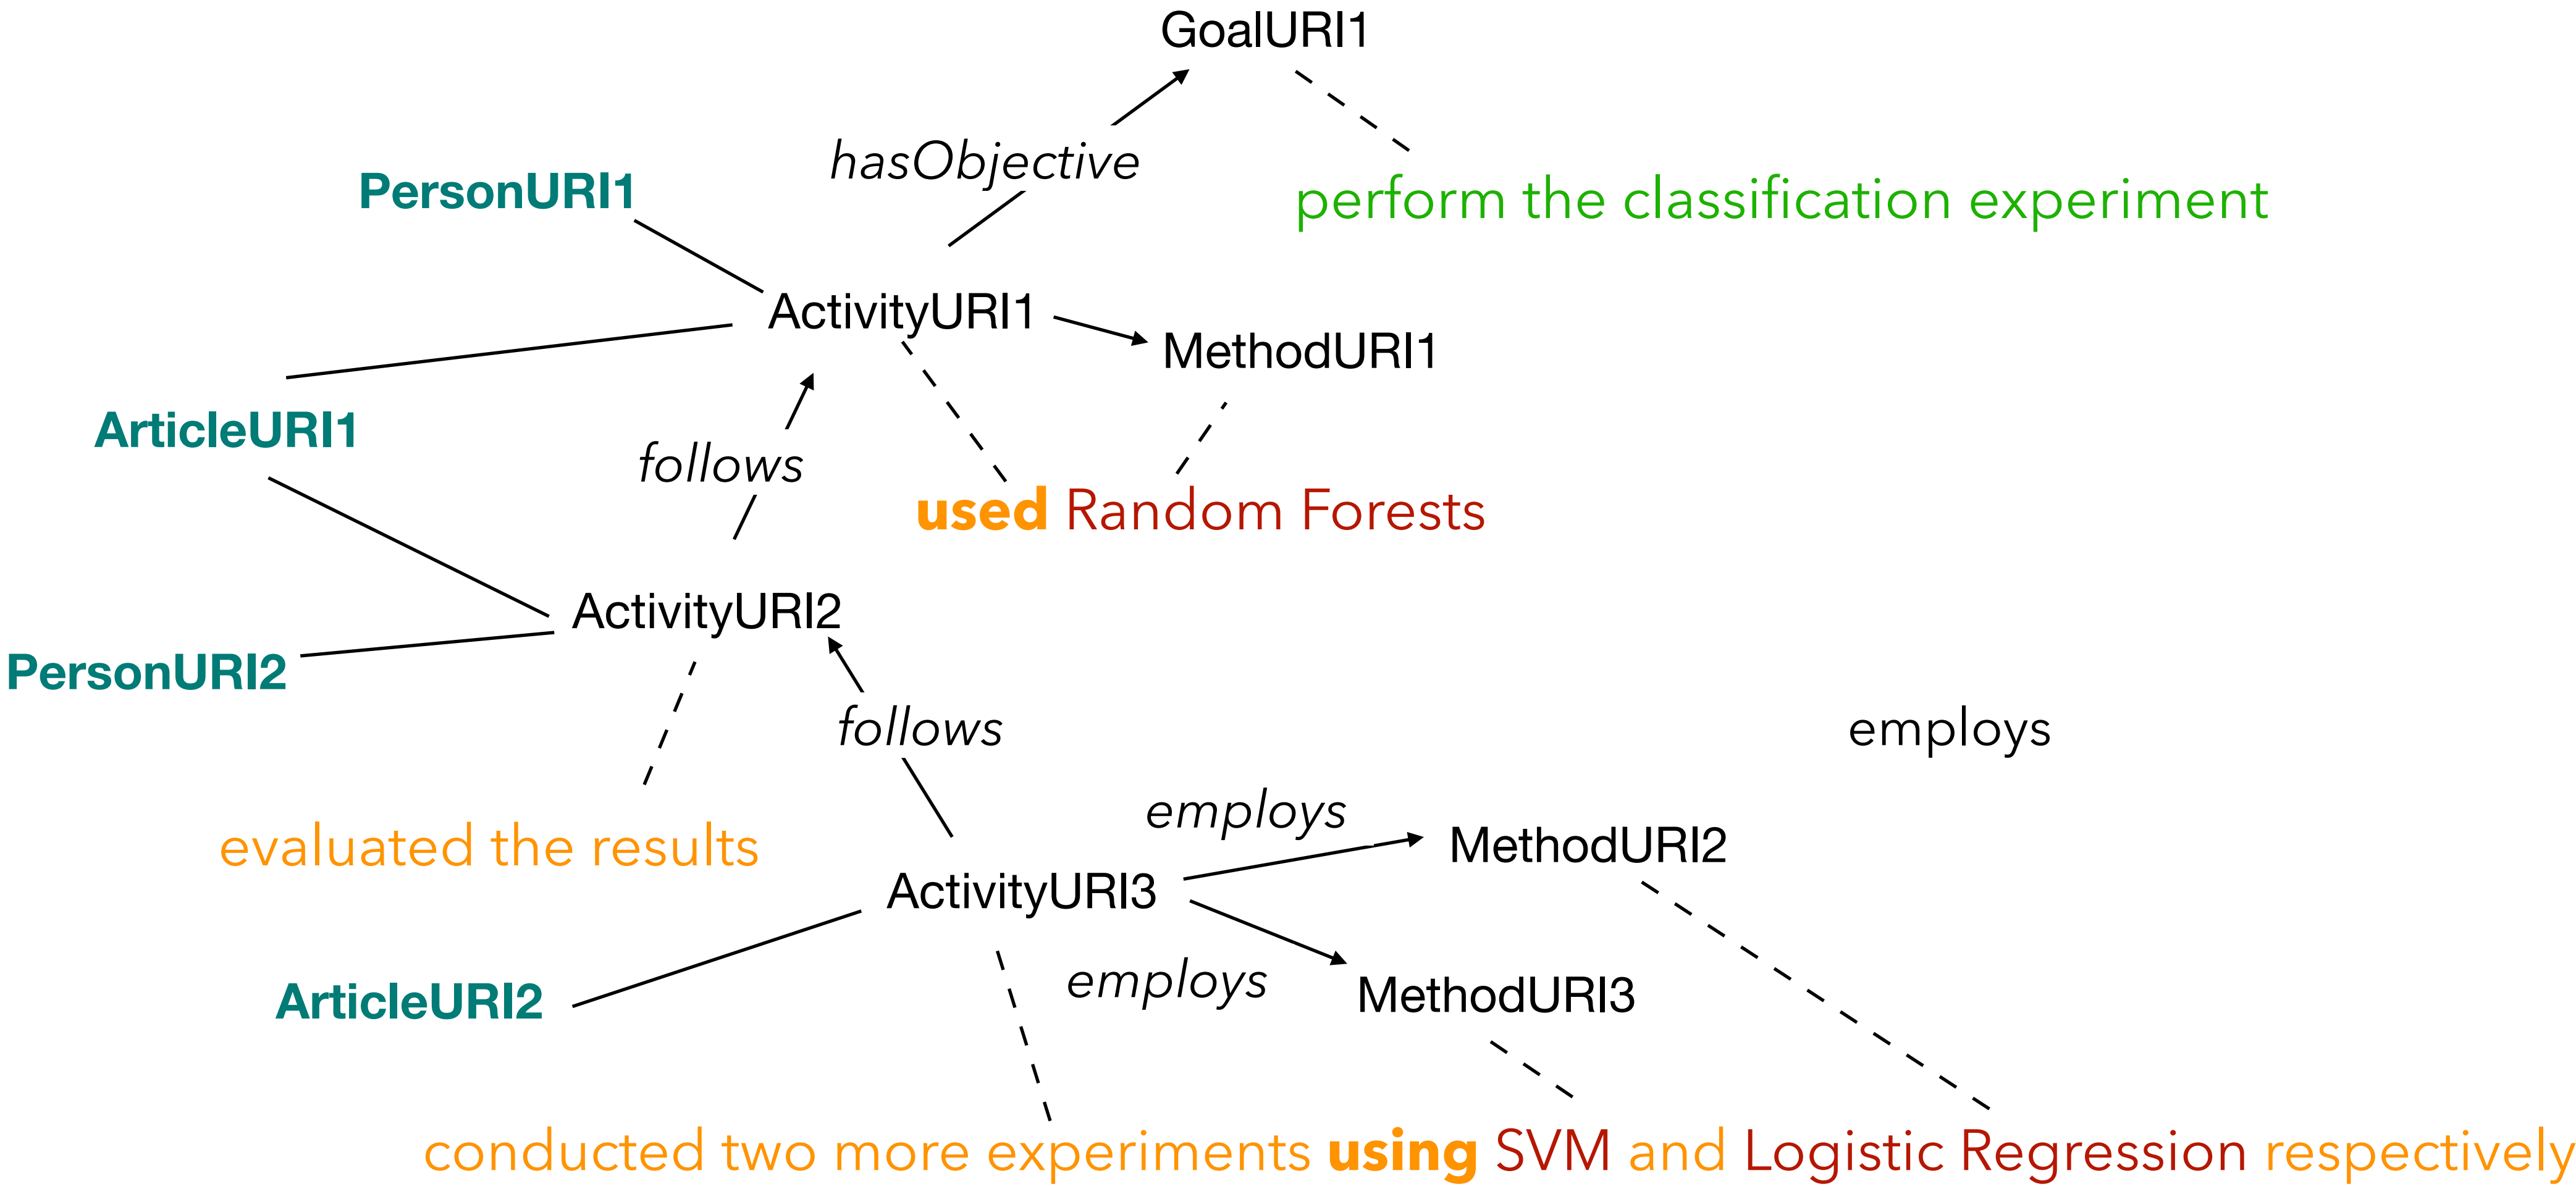 GoalURI1
hasObjective
PersonURI1
perform the classification experiment
ActivityURI1
MethodURI1
ArticleURI1
follows
used Random Forests
ActivityURI2
PersonURI2
follows
employs
employs
evaluated the results
MethodURI2
ActivityURI3
employs
MethodURI3
ArticleURI2
conducted two more experiments using SVM and Logistic Regression respectively